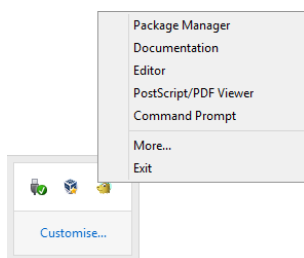 Package Manager
Documentation
Editor
PostScript/PDF Viewer
Command Prompt
More...
Exit
Customise...